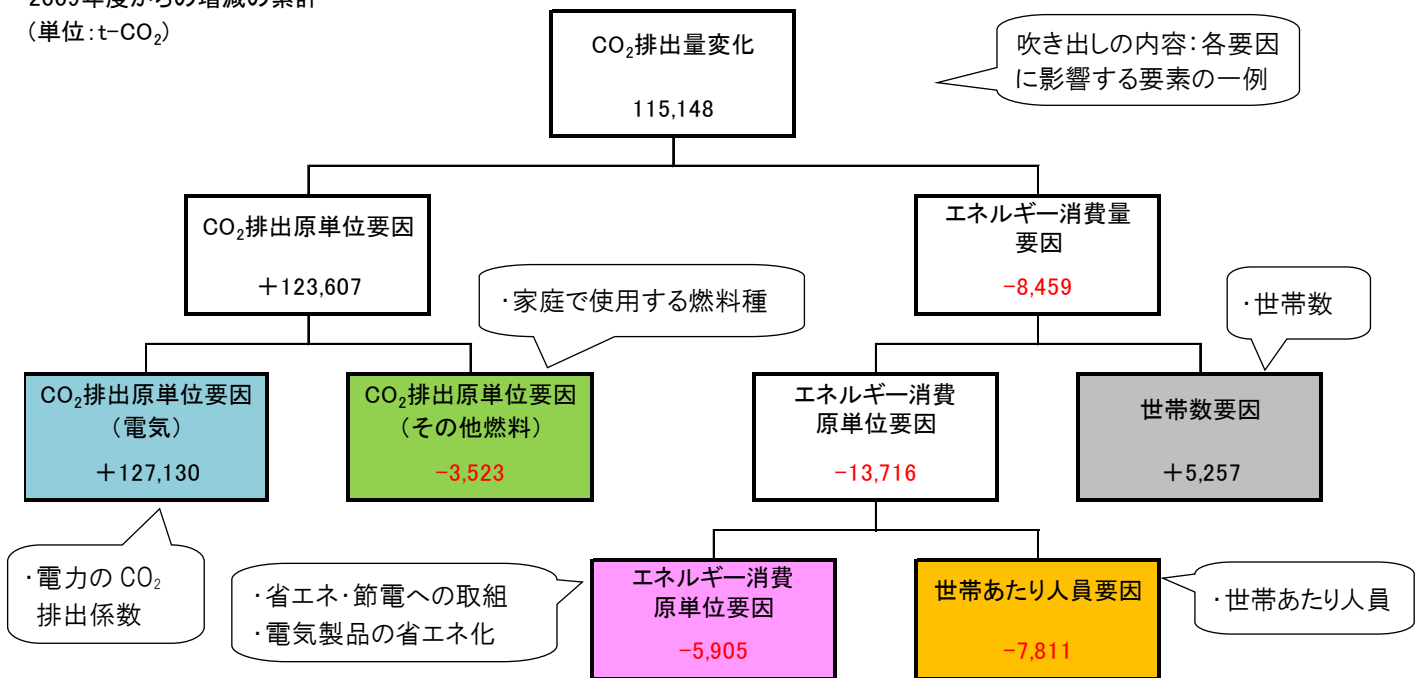 (単位:t-CO₂)
CO₂排出量変化
115,148
吹き出しの内容:各要因
に影響する要素の一例
CO₂排出原単位要因
+123,607
エネルギー消費量
要因
-8,459
・家庭で使用する燃料種
・世帯数
CO₂排出原単位要因
(電気)
+127,130
CO₂排出原単位要因
(その他燃料)
-3,523
エネルギー消費
原単位要因
-13,716
世帯数要因
+5,257
・電力の CO₂
排出係数
・省エネ・節電への取組
・電気製品の省エネ化
エネルギー消費
原単位要因
-5,905
世帯あたり人員要因
-7,811
・世帯あたり人員